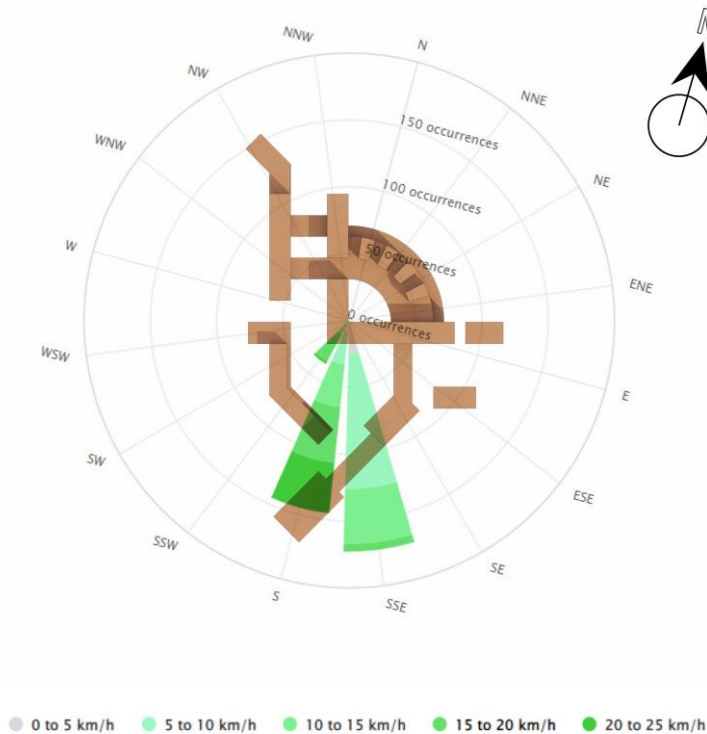 N
NNW
N
NW
NNE
150 occurrences
WNW
NE
100 occurrences
W
50 occurrences
ENE
0 occurrences
WSW
E
SW
ESE
SSW
SE
S
SSE
0 to 5 km/h 5 to 10 km/h 10 to 15 km/h 15 to 20 km/h 20 to 25 km/h